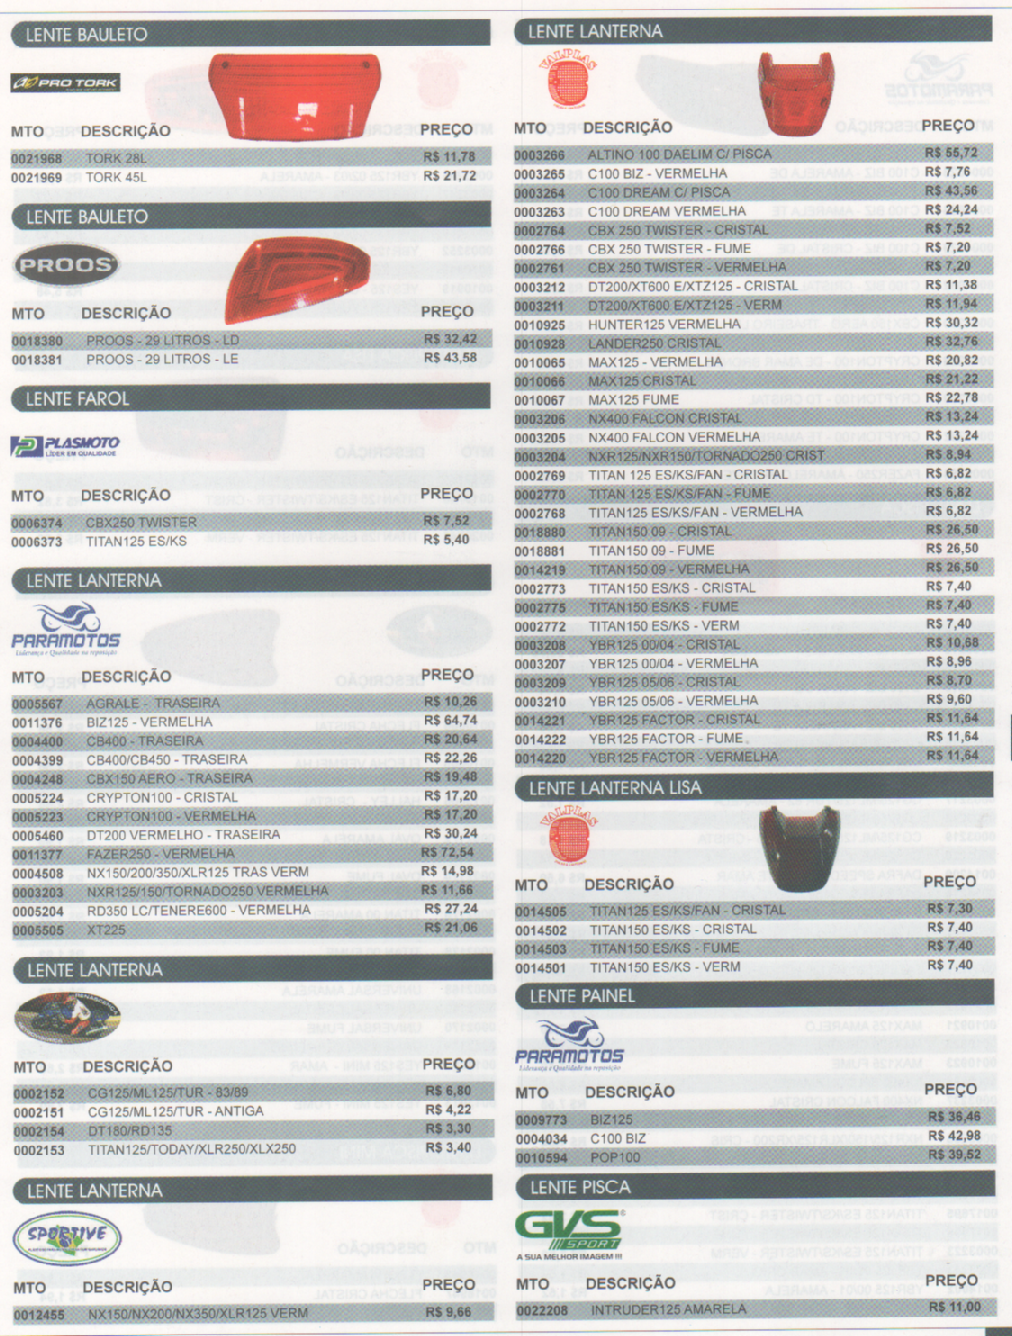 LENTE BAULETO
PRO TORK
MTO DESCRIÇÃO PREÇO
0021968 TORK 28L R$ 11,78
0021969 TORK 45L R$ 21,72
LENTE BAULETO
PROOS
MTO DESCRIÇÃO PREÇO
0018380 PROOS - 29 LITROS - LD R$ 32,42
0018381 PROOS - 29 LITROS - LE R$ 43,58
LENTE FAROL
PLASMOTO
LÍDER EM QUALIDADE
MTO DESCRIÇÃO PREÇO
0006374 CBX250 TWISTER R$ 7,52
0006373 TITAN125 ES/KS R$ 5,40
LENTE LANTERNA
PARAMOTOS
Liderança e Qualidade na reposição
MTO DESCRIÇÃO PREÇO
0005567 AGRALE - TRASEIRA R$ 10,26
0011376 BIZ125 - VERMELHA R$ 64,74
0004400 CB400 - TRASEIRA R$ 20,64
0004399 CB400/CB450 - TRASEIRA R$ 22,26
0004248 CBX150 AERO - TRASEIRA R$ 19,48
0005224 CRYPTON100 - CRISTAL R$ 17,20
0005223 CRYPTON100 - VERMELHA R$ 17,20
0005460 DT200 VERMELHO - TRASEIRA R$ 30,24
0011377 FAZER250 - VERMELHA R$ 72,54
0004508 NX150/200/350/XLR125 TRAS VERM R$ 14,98
0003203 NXR125/150/TORNADO250 VERMELHA R$ 11,66
0005204 RD350 LC/TENERE600 - VERMELHA R$ 27,24
0005505 XT225 R$ 21,06
LENTE LANTERNA
MTO DESCRIÇÃO PREÇO
0002152 CG125/ML125/TUR - 83/89 R$ 6,80
0002151 CG125/ML125/TUR - ANTIGA R$ 4,22
0002154 DT180/RD135 R$ 3,30
0002153 TITAN125/TODAY/XLR250/XLX250 R$ 3,40
LENTE LANTERNA
SPORTIVE
MTO DESCRIÇÃO PREÇO
0012455 NX150/NX200/NX350/XLR125 VERM R$ 9,66
LENTE LANTERNA
VALPLAS
MTO DESCRIÇÃO PREÇO
0003266 ALTINO 100 DAELIM C/ PISCA R$ 55,72
0003265 C100 BIZ - VERMELHA R$ 7,76
0003264 C100 DREAM C/ PISCA R$ 43,56
0003263 C100 DREAM VERMELHA R$ 24,24
0002764 CBX 250 TWISTER - CRISTAL R$ 7,52
0002766 CBX 250 TWISTER - FUME R$ 7,20
0002761 CBX 250 TWISTER - VERMELHA R$ 7,20
0003212 DT200/XT600 E/XTZ125 - CRISTAL R$ 11,38
0003211 DT200/XT600 E/XTZ125 - VERM R$ 11,94
0010925 HUNTER125 VERMELHA R$ 30,32
0010928 LANDER250 CRISTAL R$ 32,76
0010065 MAX125 - VERMELHA R$ 20,82
0010066 MAX125 CRISTAL R$ 21,22
0010067 MAX125 FUME R$ 22,78
0003206 NX400 FALCON CRISTAL R$ 13,24
0003205 NX400 FALCON VERMELHA R$ 13,24
0003204 NXR125/NXR150/TORNADO250 CRIST R$ 8,94
0002769 TITAN 125 ES/KS/FAN - CRISTAL R$ 6,82
0002770 TITAN 125 ES/KS/FAN - FUME R$ 6,82
0002768 TITAN125 ES/KS/FAN - VERMELHA R$ 6,82
0018880 TITAN150 09 - CRISTAL R$ 26,50
0018881 TITAN150 09 - FUME R$ 26,50
0014219 TITAN150 09 - VERMELHA R$ 26,50
0002773 TITAN150 ES/KS - CRISTAL R$ 7,40
0002775 TITAN150 ES/KS - FUME R$ 7,40
0002772 TITAN150 ES/KS - VERM R$ 7,40
0003208 YBR125 00/04 - CRISTAL R$ 10,68
0003207 YBR125 00/04 - VERMELHA R$ 8,96
0003209 YBR125 05/06 - CRISTAL R$ 8,70
0003210 YBR125 05/06 - VERMELHA R$ 9,60
0014221 YBR125 FACTOR - CRISTAL R$ 11,64
0014222 YBR125 FACTOR - FUME R$ 11,64
0014220 YBR125 FACTOR - VERMELHA R$ 11,64
LENTE LANTERNA LISA
VALPLAS
MTO DESCRIÇÃO PREÇO
0014505 TITAN125 ES/KS/FAN - CRISTAL R$ 7,30
0014502 TITAN150 ES/KS - CRISTAL R$ 7,40
0014503 TITAN150 ES/KS - FUME R$ 7,40
0014501 TITAN150 ES/KS - VERM R$ 7,40
LENTE PAINEL
PARAMOTOS
Liderança e Qualidade na reposição
MTO DESCRIÇÃO PREÇO
0009773 BIZ125 R$ 36,46
0004034 C100 BIZ R$ 42,98
0010594 POP100 R$ 39,52
LENTE PISCA
GVS
SPORT
A SUA MELHOR IMAGEM !!!
MTO DESCRIÇÃO PREÇO
0022208 INTRUDER125 AMARELA R$ 11,00